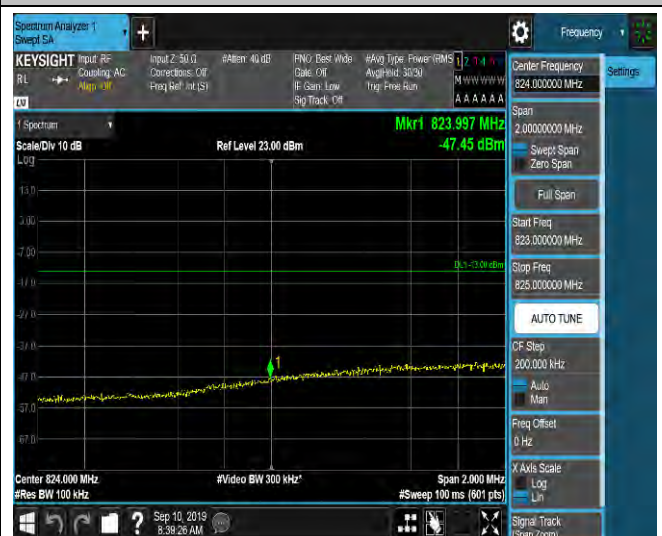 Spectrum Analyzer 1
Swept SA
Frequency
KEYSIGHT Input: RF
RL
Coupling: AC
Align: Off
Input Z: 50 Ω
Corrections: Off
Freq Ref: Int (S)
#Atten: 40 dB
PNO: Best Wide
Gate: Off
IF Gain: Low
Sig Track: Off
#Avg Type: Power (RMS
Avg|Hold: 30/30
Trig: Free Run
1 2 3 4 5 6
M W W W W W
A A A A A A
1 Spectrum
Mkr1 823.997 MHz
-47.45 dBm
Scale/Div 10 dB
Ref Level 23.00 dBm
Log
13.0
3.00
-7.00
DL1 -13.00 dBm
-17.0
-27.0
-37.0
1
-47.0
-57.0
-67.0
Center 824.000 MHz
#Video BW 300 kHz*
Span 2.000 MHz
#Res BW 100 kHz
#Sweep 100 ms (601 pts)
Sep 10, 2019
8:39:26 AM
Center Frequency
824.000000 MHz
Settings
Span
2.00000000 MHz
Swept Span
Zero Span
Full Span
Start Freq
823.000000 MHz
Stop Freq
825.000000 MHz
AUTO TUNE
CF Step
200.000 kHz
Auto
Man
Freq Offset
0 Hz
X Axis Scale
Log
Lin
Signal Track
(Span Zoom)